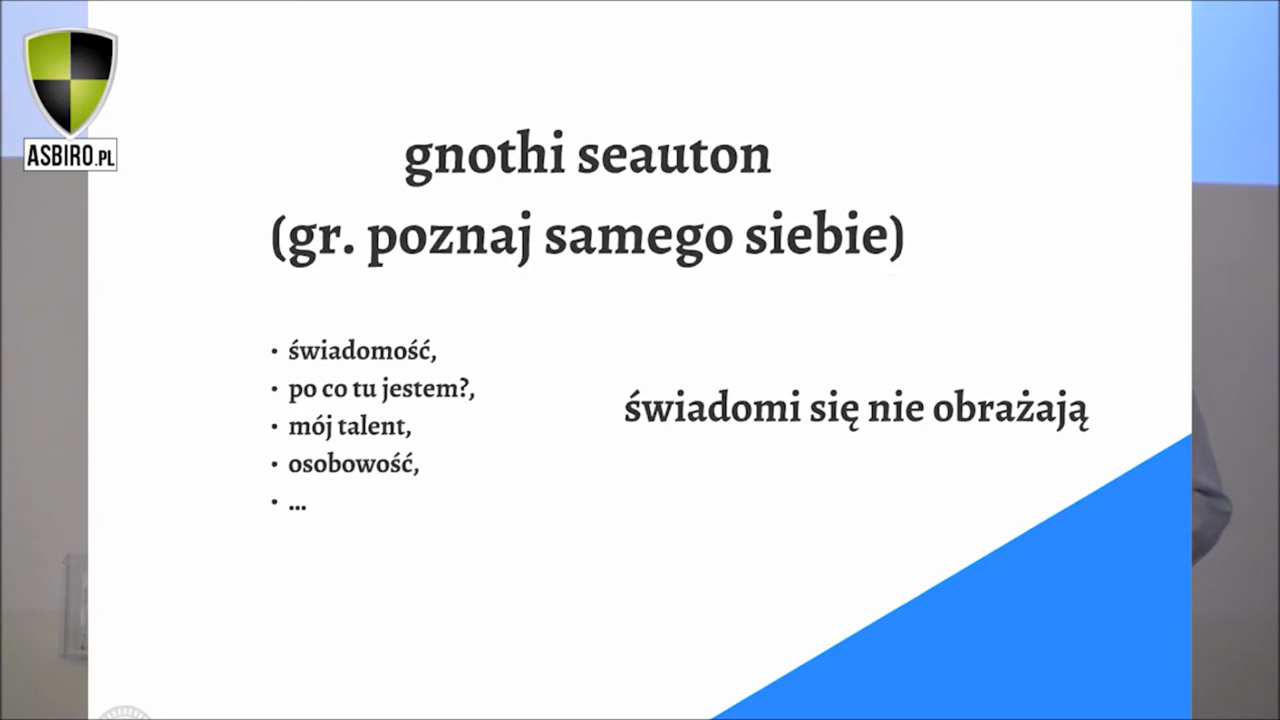 ASBIRO.PL
gnothi seauton
(gr. poznaj samego siebie)
• świadomość,
• po co tu jestem?,
• mój talent,
• osobowość,
• ...
świadomi się nie obrażają